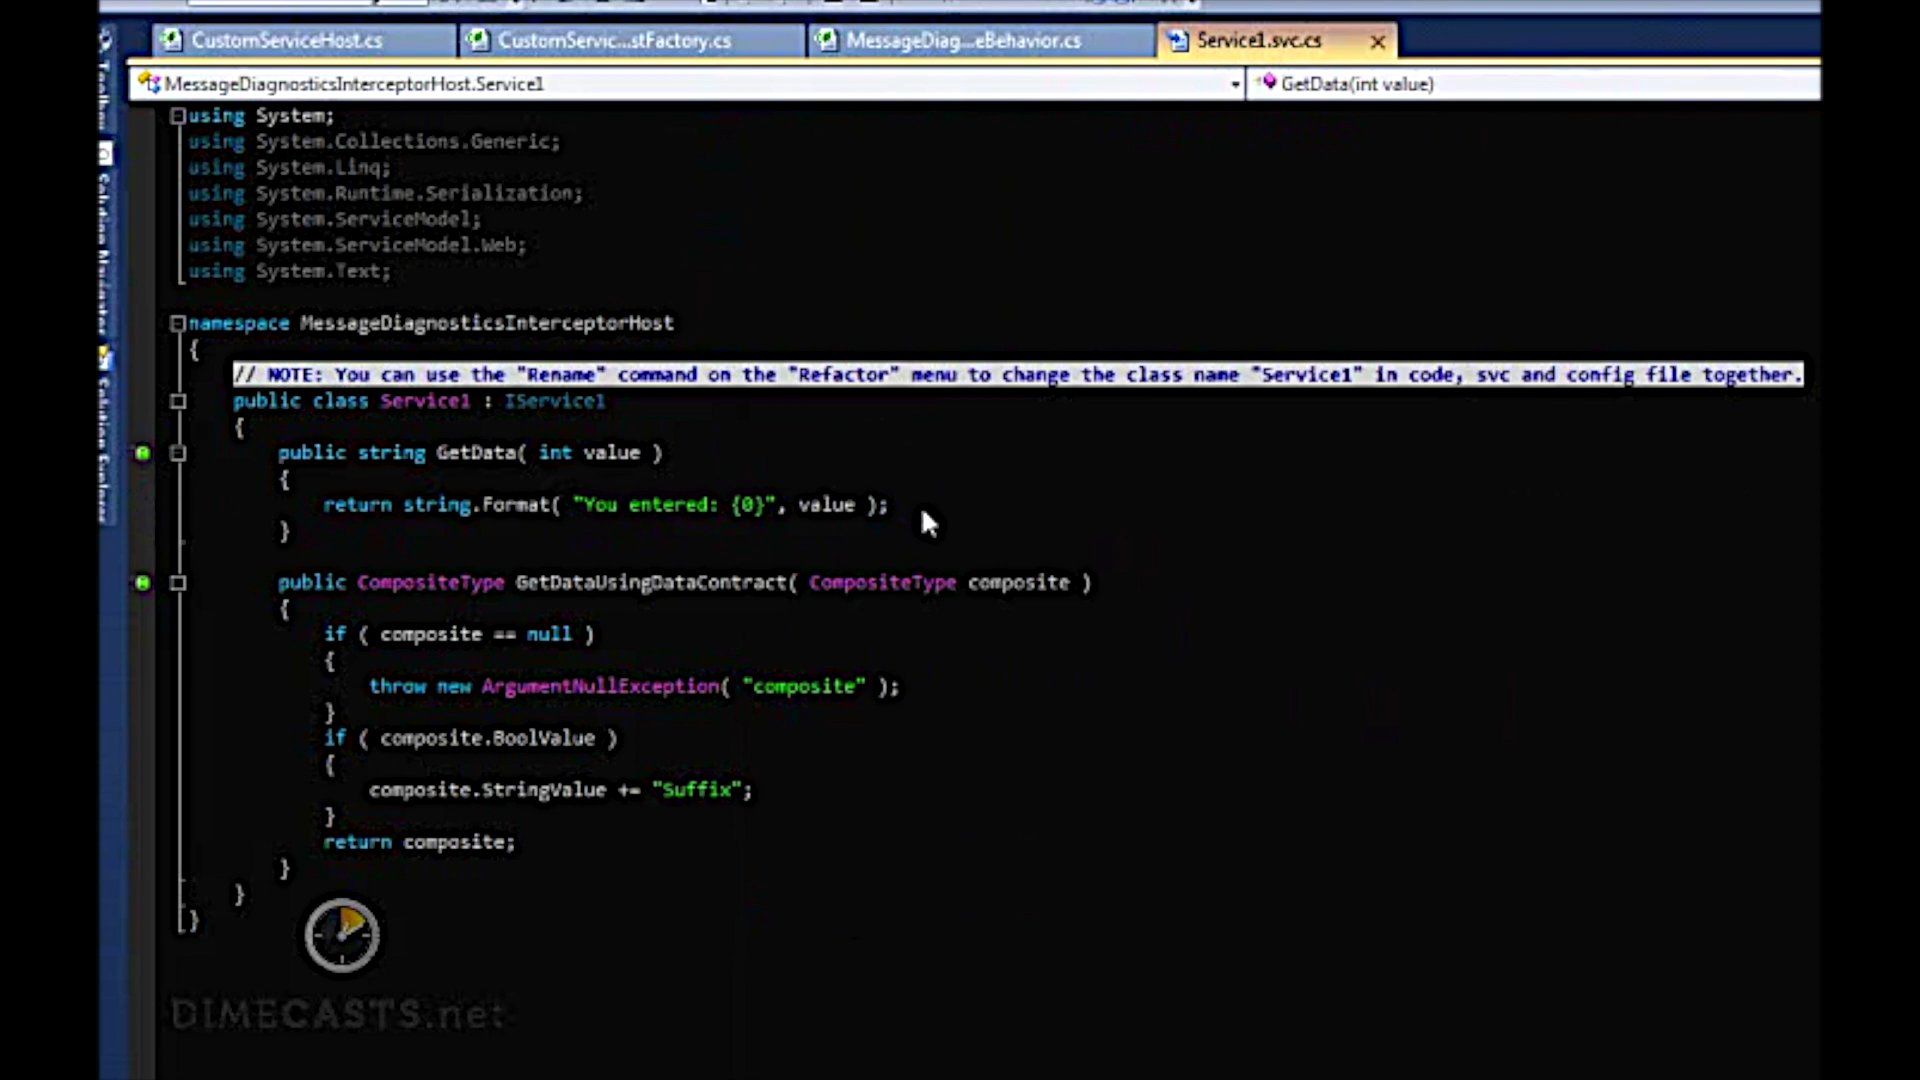 CustomServiceHost.cs
CustomServic...stFactory.cs
MessageDiag...eBehavior.cs
Service1.svc.cs
MessageDiagnosticsInterceptorHost.Service1
GetData(int value)
using System;
using System.Collections.Generic;
using System.Linq;
using System.Runtime.Serialization;
using System.ServiceModel;
using System.ServiceModel.Web;
using System.Text;
namespace MessageDiagnosticsInterceptorHost
{
// NOTE: You can use the "Rename" command on the "Refactor" menu to change the class name "Service1" in code, svc and config file together.
public class Service1 : IService1
{
public string GetData( int value )
{
return string.Format( "You entered: {0}", value );
}
public CompositeType GetDataUsingDataContract( CompositeType composite )
{
if ( composite == null )
{
throw new ArgumentNullException( "composite" );
}
if ( composite.BoolValue )
{
composite.StringValue += "Suffix";
}
return composite;
}
}
}
DIMECASTS.net